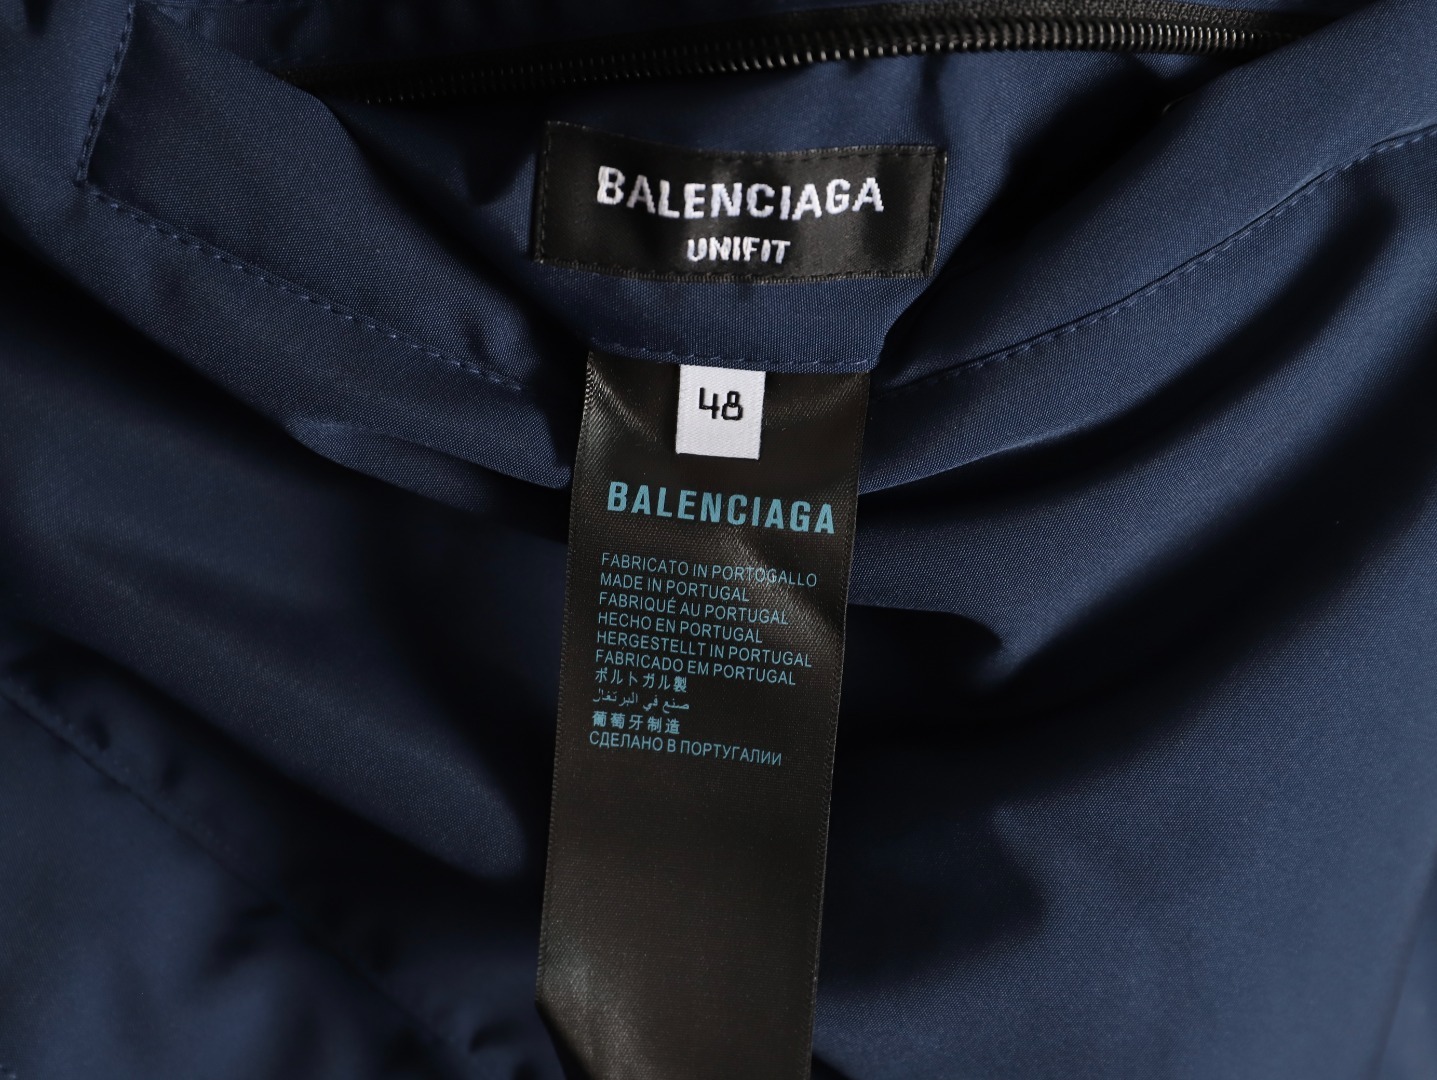 BALENCIAGA
UNIFIT
48
BALENCIAGA
FABRICATO IN PORTOGALLO
MADE IN PORTUGAL
FABRIQUÉ AU PORTUGAL
HECHO EN PORTUGAL
HERGESTELLT IN PORTUGAL
FABRICADO EM PORTUGAL
ポルトガル製
صنع في البرتغال
葡萄牙制造
СДЕЛАНО В ПОРТУГАЛИИ